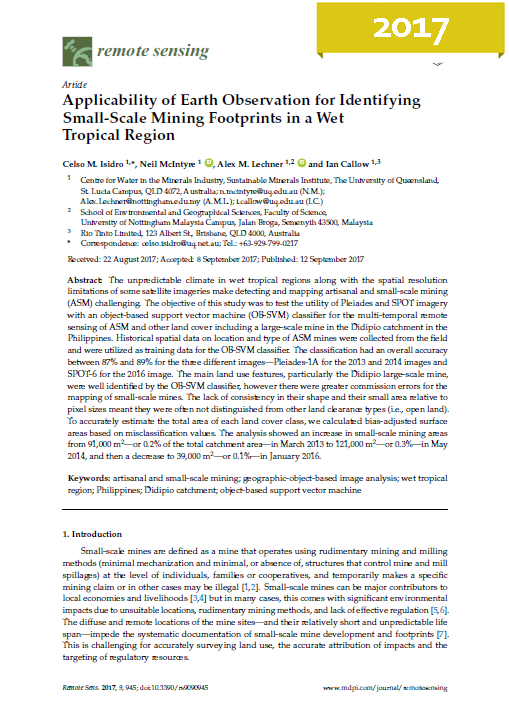 2017
remote sensing
Article
Applicability of Earth Observation for Identifying
Small-Scale Mining Footprints in a Wet
Tropical Region
Celso M. Isidro 1,*, Neil McIntyre 1, Alex M. Lechner 1,2 and Ian Callow 1,3
1 Centre for Water in the Minerals Industry, Sustainable Minerals Institute, The University of Queensland,
St. Lucia Campus, QLD 4072, Australia; n.mcintyre@uq.edu.au (N.M.);
Alex.Lechner@nottingham.edu.my (A.M.L.); i.callow@uq.edu.au (I.C.)
2 School of Environmental and Geographical Sciences, Faculty of Science,
University of Nottingham Malaysia Campus, Jalan Broga, Semenyih 43500, Malaysia
3 Rio Tinto Limited, 123 Albert St., Brisbane, QLD 4000, Australia
* Correspondence: celso.isidro@uq.net.au; Tel.: +63-929-799-0217
Received: 22 August 2017; Accepted: 8 September 2017; Published: 12 September 2017
Abstract: The unpredictable climate in wet tropical regions along with the spatial resolution
limitations of some satellite imageries make detecting and mapping artisanal and small-scale mining
(ASM) challenging. The objective of this study was to test the utility of Pleiades and SPOT imagery
with an object-based support vector machine (OB-SVM) classifier for the multi-temporal remote
sensing of ASM and other land cover including a large-scale mine in the Didipio catchment in the
Philippines. Historical spatial data on location and type of ASM mines were collected from the field
and were utilized as training data for the OB-SVM classifier. The classification had an overall accuracy
between 87% and 89% for the three different images—Pleiades-1A for the 2013 and 2014 images and
SPOT-6 for the 2016 image. The main land use features, particularly the Didipio large-scale mine,
were well identified by the OB-SVM classifier, however there were greater commission errors for the
mapping of small-scale mines. The lack of consistency in their shape and their small area relative to
pixel sizes meant they were often not distinguished from other land clearance types (i.e., open land).
To accurately estimate the total area of each land cover class, we calculated bias-adjusted surface
areas based on misclassification values. The analysis showed an increase in small-scale mining areas
from 91,000 m²—or 0.2% of the total catchment area—in March 2013 to 121,000 m²—or 0.3%—in May
2014, and then a decrease to 39,000 m²—or 0.1%—in January 2016.
Keywords: artisanal and small-scale mining; geographic-object-based image analysis; wet tropical
region; Philippines; Didipio catchment; object-based support vector machine
1. Introduction
Small-scale mines are defined as a mine that operates using rudimentary mining and milling
methods (minimal mechanization and minimal, or absence of, structures that control mine and mill
spillages) at the level of individuals, families or cooperatives, and temporarily makes a specific
mining claim or in other cases may be illegal [1,2]. Small-scale mines can be major contributors to
local economies and livelihoods [3,4] but in many cases, this comes with significant environmental
impacts due to unsuitable locations, rudimentary mining methods, and lack of effective regulation [5,6].
The diffuse and remote locations of the mine sites—and their relatively short and unpredictable life
span—impede the systematic documentation of small-scale mine development and footprints [7].
This is challenging for accurately surveying land use, the accurate attribution of impacts and the
targeting of regulatory resources.
Remote Sens. 2017, 9, 945; doi:10.3390/rs9090945
www.mdpi.com/journal/remotesensing